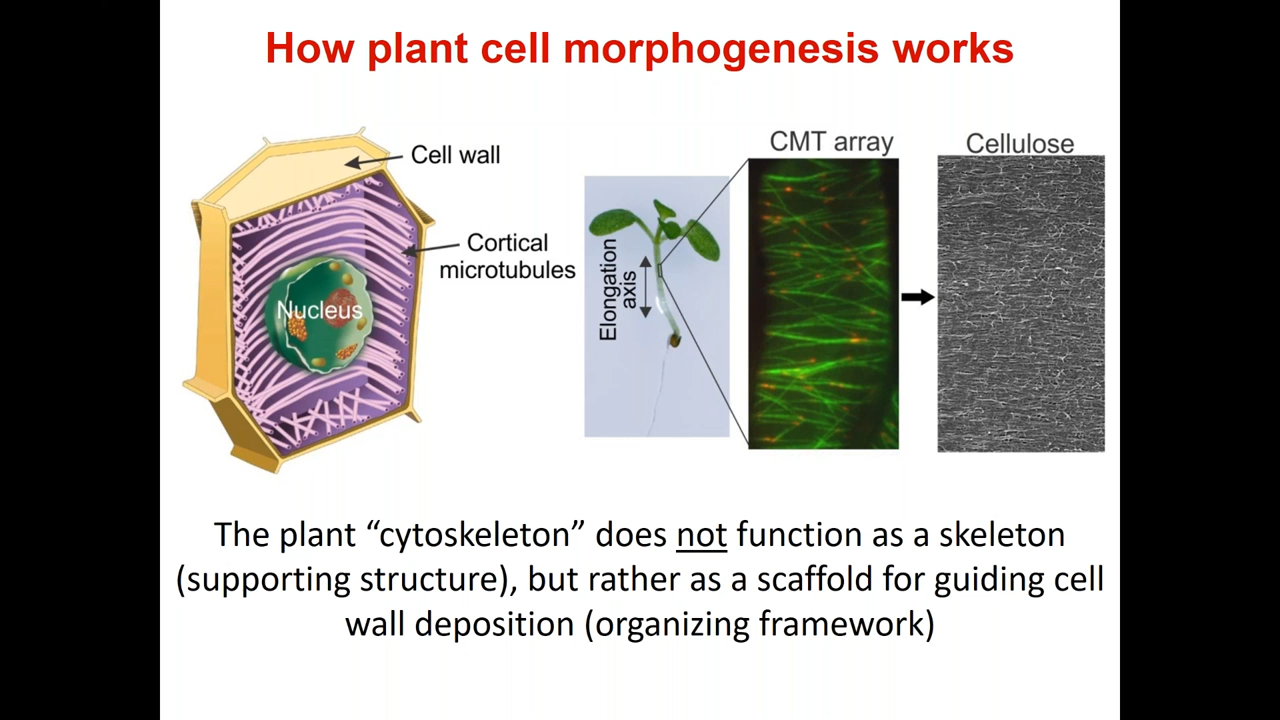 How plant cell morphogenesis works
Cell wall
Cortical
microtubules
Nucleus
Elongation
axis
CMT array
Cellulose
The plant “cytoskeleton” does not function as a skeleton
(supporting structure), but rather as a scaffold for guiding cell
wall deposition (organizing framework)